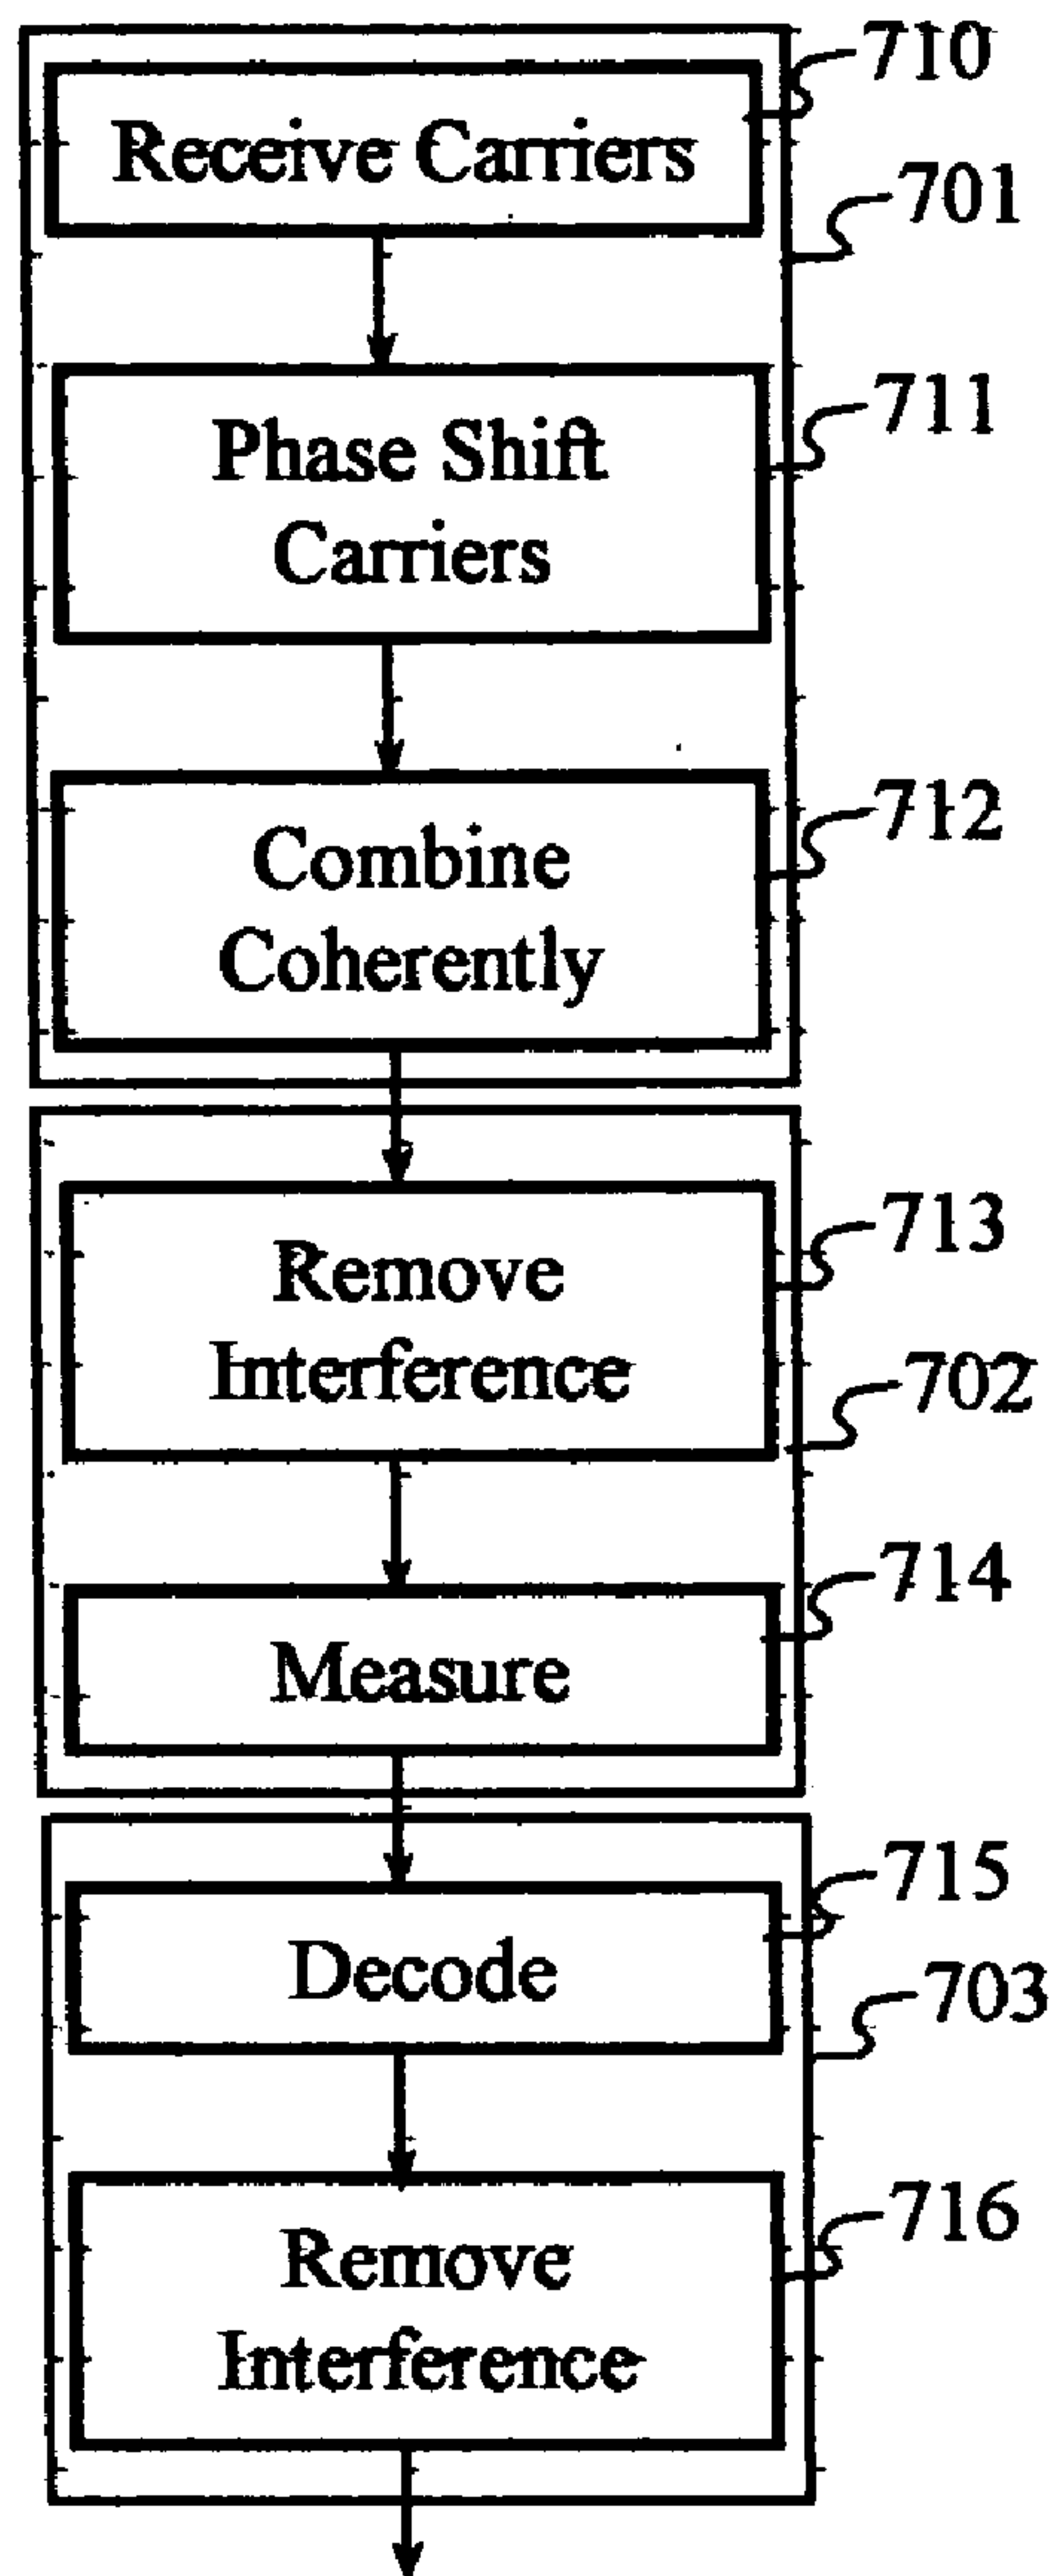 710
Receive Carriers
701
711
Phase Shift
Carriers
712
Combine
Coherently
713
Remove
Interference
702
714
Measure
715
Decode
703
716
Remove
Interference